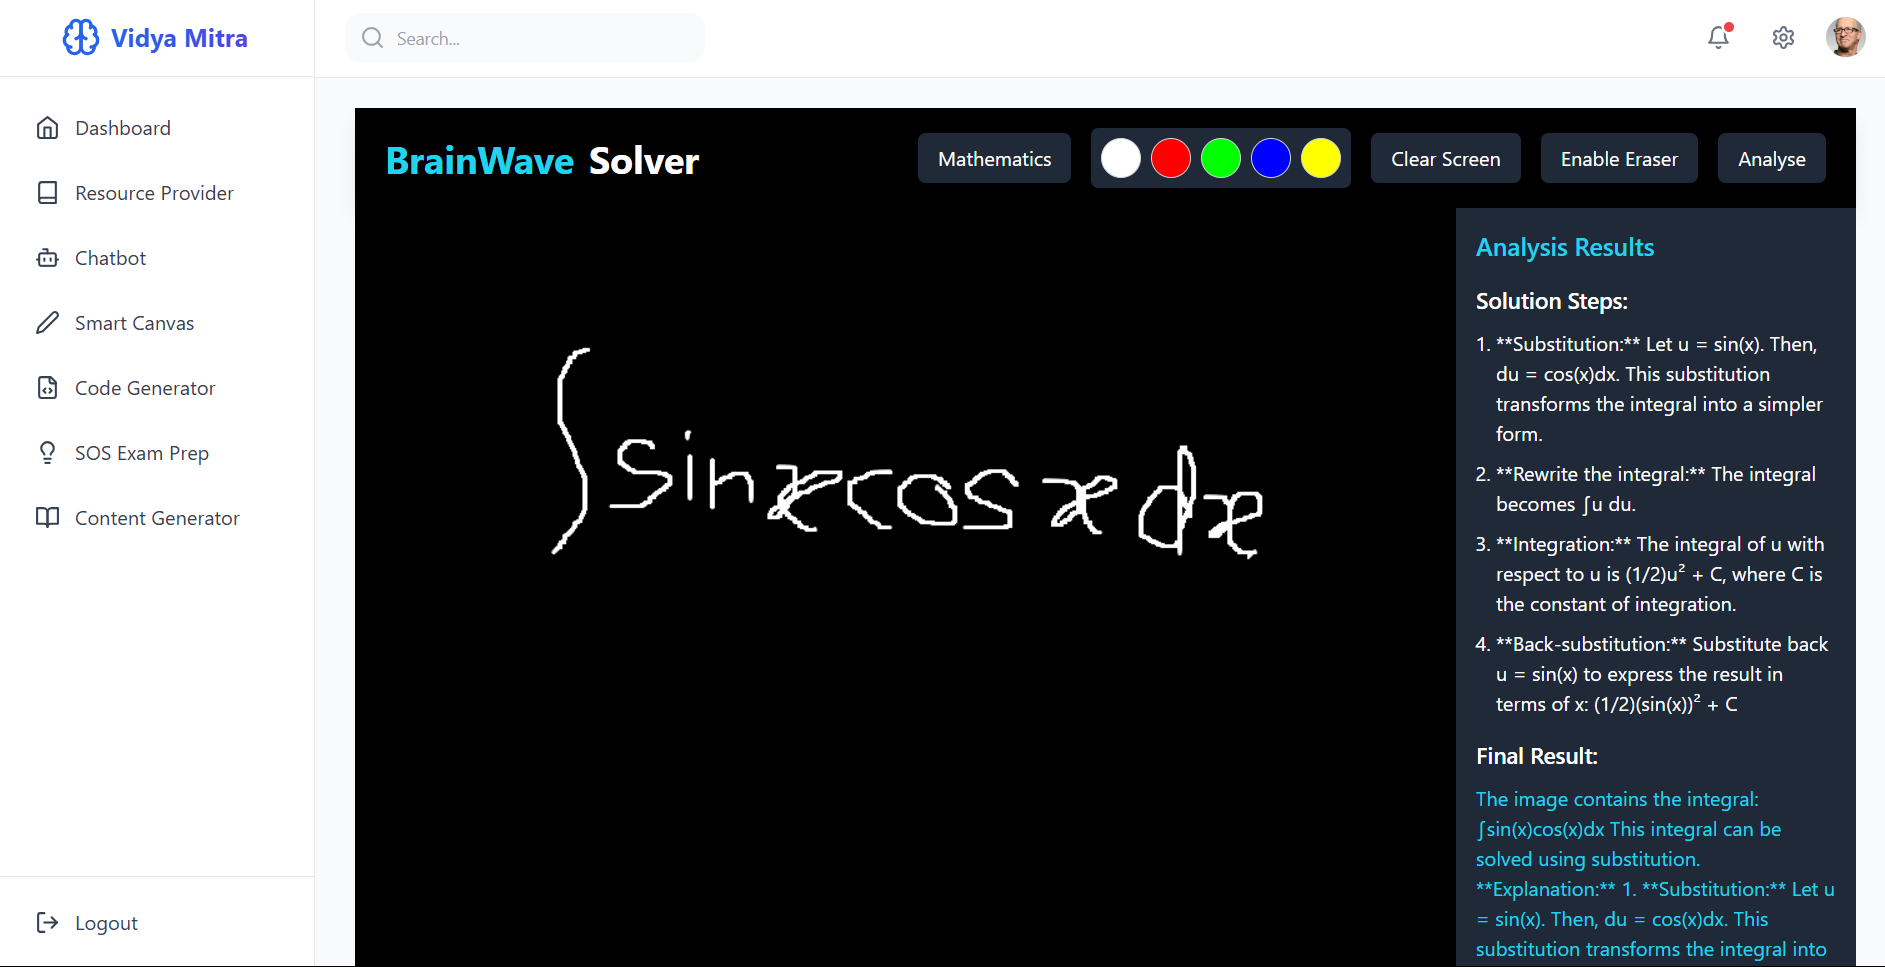 Vidya Mitra
Search...
Dashboard
Resource Provider
Chatbot
Smart Canvas
Code Generator
SOS Exam Prep
Content Generator
Logout
BrainWave Solver
Mathematics
Clear Screen
Enable Eraser
Analyse
∫sinxcosx dx
Analysis Results
Solution Steps:
1. **Substitution:** Let u = sin(x). Then,
du = cos(x)dx. This substitution
transforms the integral into a simpler
form.
2. **Rewrite the integral:** The integral
becomes ∫u du.
3. **Integration:** The integral of u with
respect to u is (1/2)u² + C, where C is
the constant of integration.
4. **Back-substitution:** Substitute back
u = sin(x) to express the result in
terms of x: (1/2)(sin(x))² + C
Final Result:
The image contains the integral:
∫sin(x)cos(x)dx This integral can be
solved using substitution.
**Explanation:** 1. **Substitution:** Let u
= sin(x). Then, du = cos(x)dx. This
substitution transforms the integral into